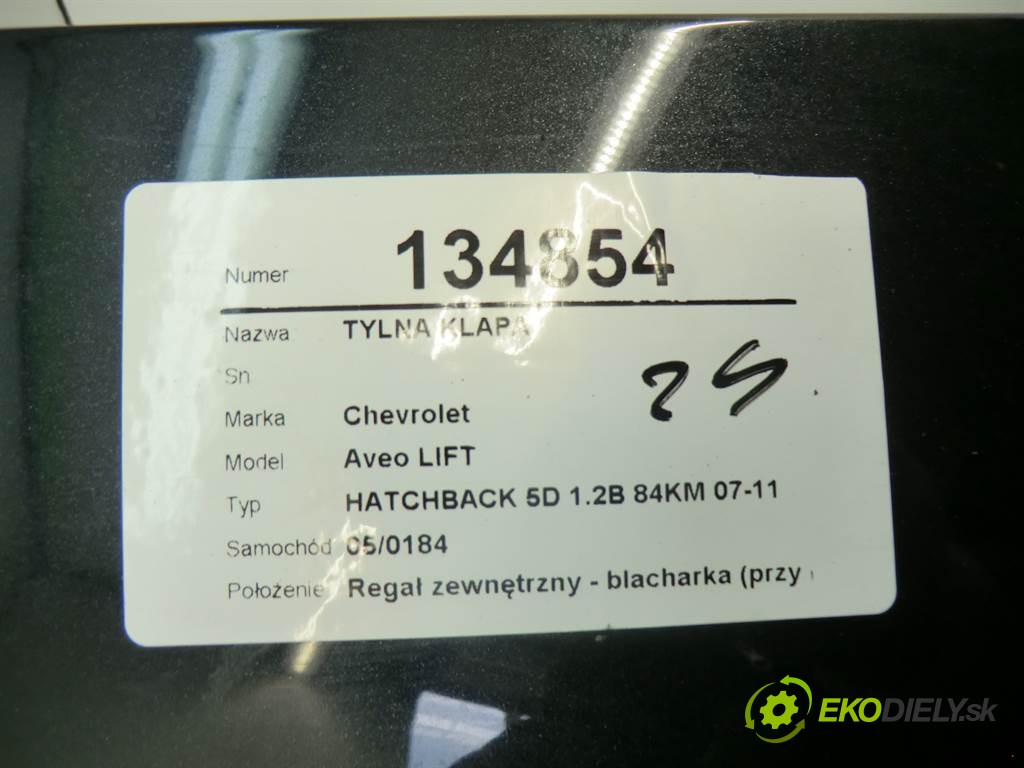 Numer 134854
Nazwa TYLNA KLAPA
Sn
Marka Chevrolet
Model Aveo LIFT
Typ HATCHBACK 5D 1.2B 84KM 07-11
Samochód 05/0184
Położenie Regał zewnętrzny - blacharka (przy
EKODIELY.sk